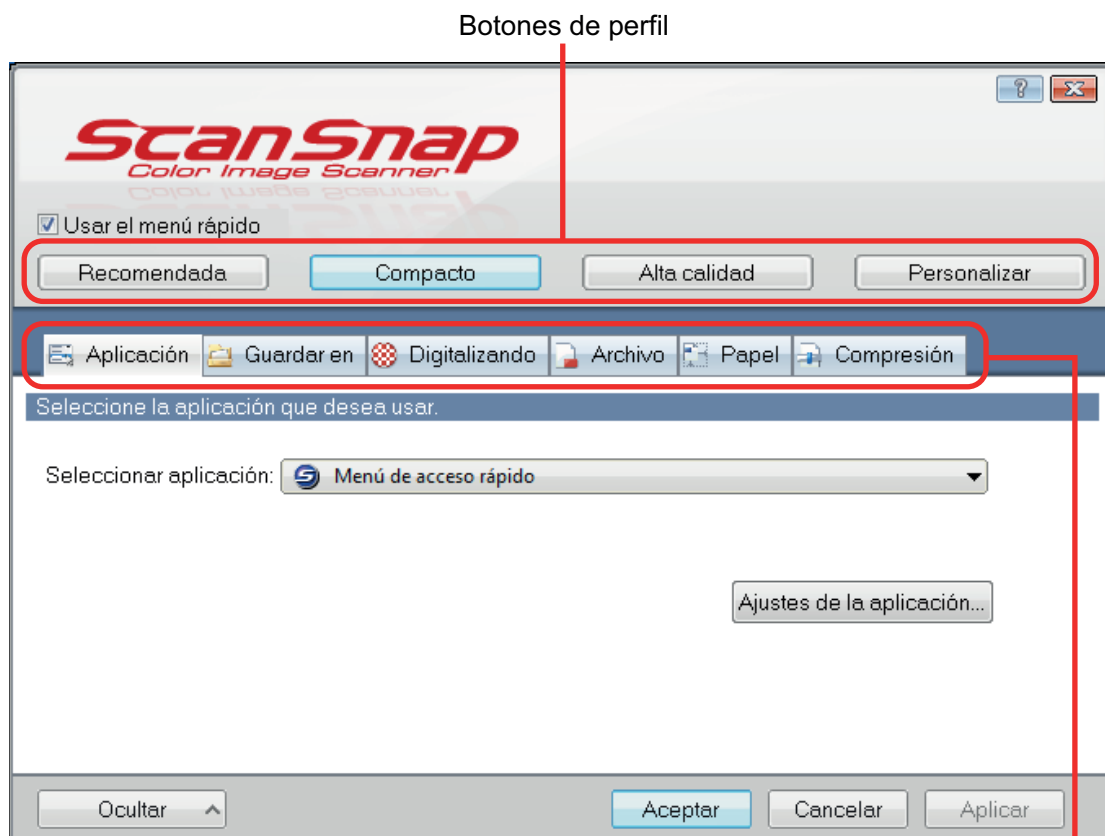 Botones de perfil
ScanSnap
Color Image Scanner
Usar el menú rápido
Recomendada Compacto Alta calidad Personalizar
Aplicación Guardar en Digitalizando Archivo Papel Compresión
Seleccione la aplicación que desea usar.
Seleccionar aplicación: Menú de acceso rápido
Ajustes de la aplicación...
Ocultar Aceptar Cancelar Aplicar